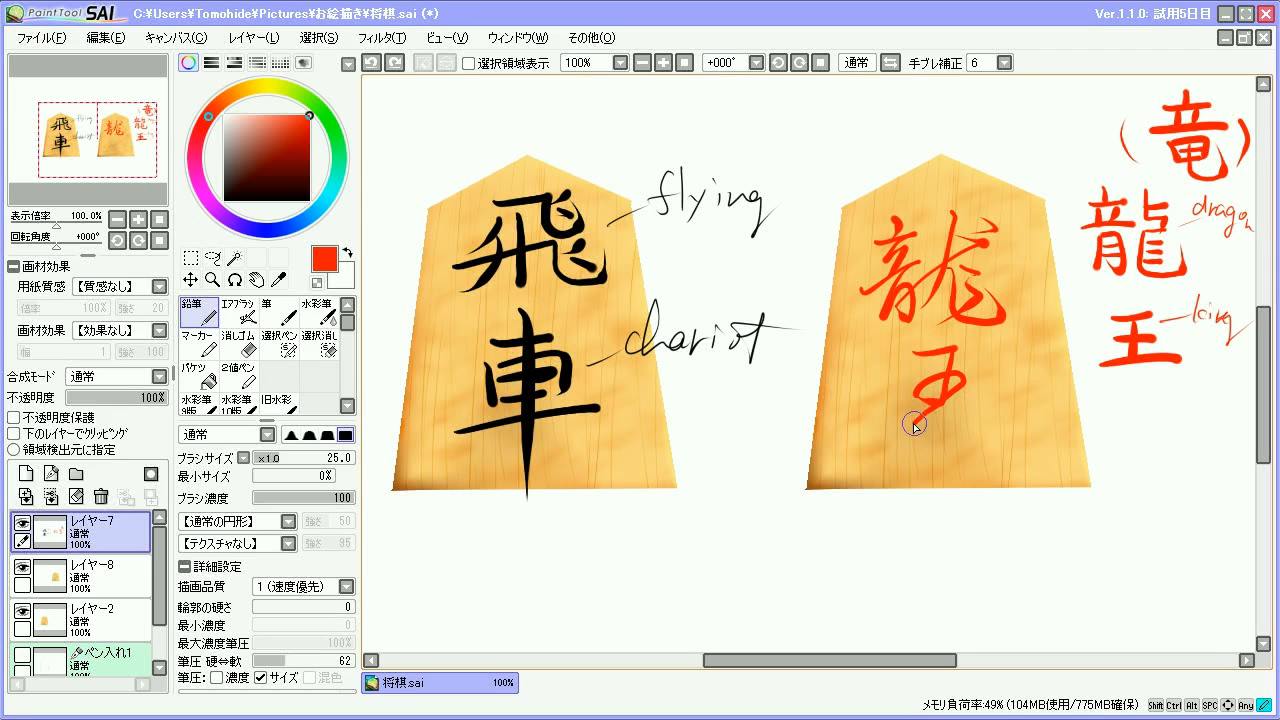 PaintTool SAI C:¥Users¥Tomohide¥Pictures¥お絵描き¥将棋.sai (*) Ver.1.1.0: 試用5日目
ファイル(F) 編集(E) キャンバス(C) レイヤー(L) 選択(S) フィルタ(T) ビュー(V) ウィンドウ(W) その他(O)
選択領域表示 100% +000° 通常 手ブレ補正 6
表示倍率 100.0%
回転角度 +000°
画材効果
用紙質感 【質感なし】
倍率 100% 強さ 20
画材効果 【効果なし】
幅 1 強さ 100
合成モード 通常
不透明度 100%
不透明度保護
下のレイヤーでクリッピング
領域検出元に指定
レイヤー7
通常
100%
レイヤー8
通常
100%
レイヤー2
通常
100%
ペン入れ1
通常
鉛筆 エアブラシ 筆 水彩筆
マーカー 消しゴム 選択ペン 選択消し
バケツ 2値ペン
水彩筆 水彩筆 旧水彩
通常
ブラシサイズ x1.0 25.0
最小サイズ 0%
ブラシ濃度 100
【通常の円形】 強さ 50
【テクスチャなし】 強さ 95
詳細設定
描画品質 1 (速度優先)
輪郭の硬さ 0
最小濃度 0
最大濃度筆圧 100%
筆圧 硬⇔軟 62
筆圧: 濃度 サイズ 混色
飛車
flying
chariot
龍王
(竜)
龍
dragon
王
king
将棋.sai 100%
メモリ負荷率:49% (104MB使用/775MB確保) Shift Ctrl Alt SPC Any